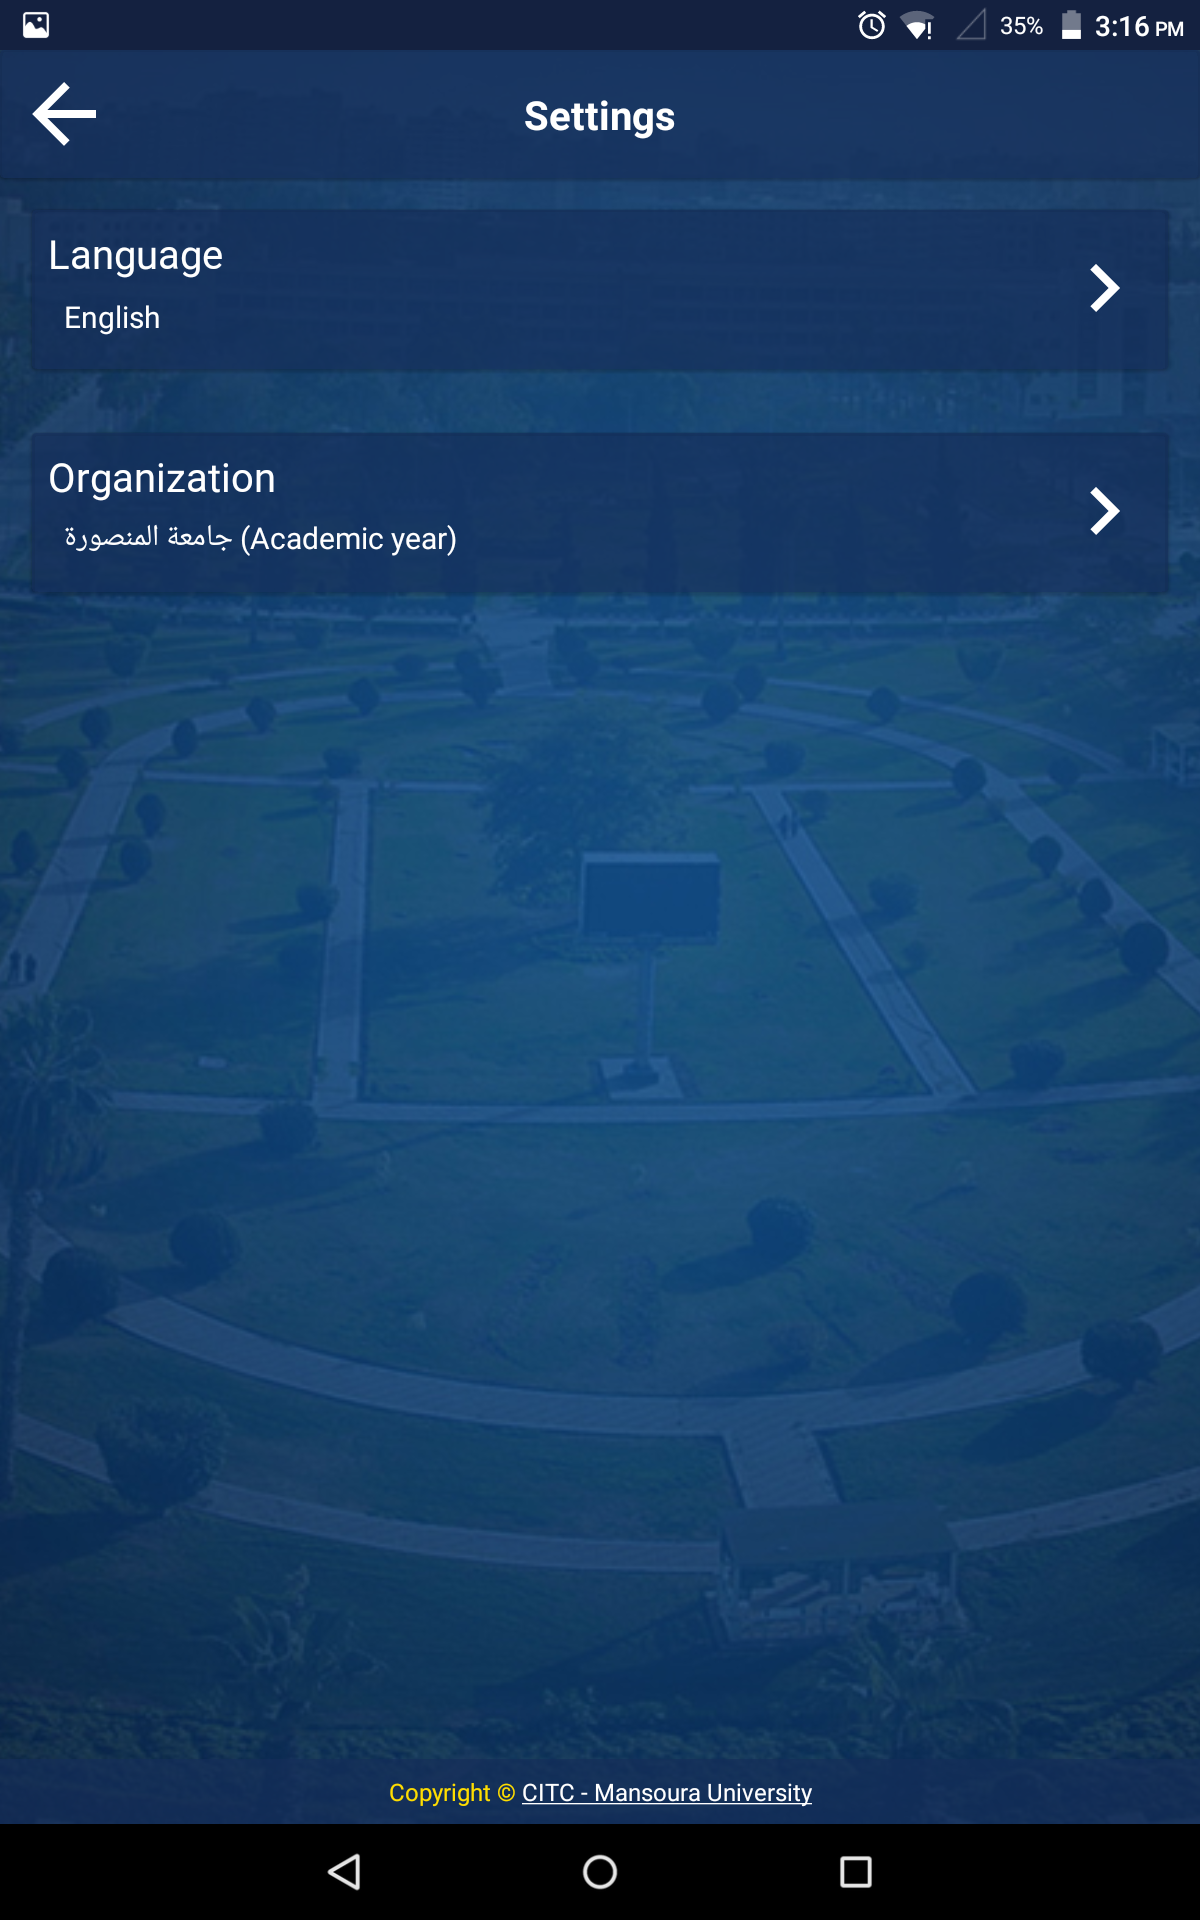 35% 3:16 PM
Settings
Language
English
Organization
جامعة المنصورة (Academic year)
Copyright © CITC - Mansoura University